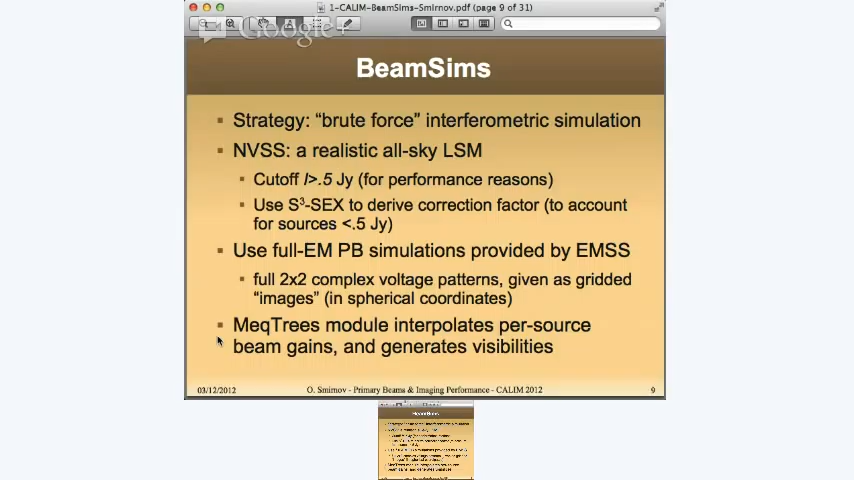 1-CALIM-BeamSims-Smirnov.pdf (page 9 of 31)
Google+
BeamSims
Strategy: “brute force” interferometric simulation
NVSS: a realistic all-sky LSM
Cutoff I>.5 Jy (for performance reasons)
Use S³-SEX to derive correction factor (to account
for sources <.5 Jy)
Use full-EM PB simulations provided by EMSS
full 2x2 complex voltage patterns, given as gridded
“images” (in spherical coordinates)
MeqTrees module interpolates per-source
beam gains, and generates visibilities
03/12/2012
O. Smirnov - Primary Beams & Imaging Performance - CALIM 2012
9
BeamSims